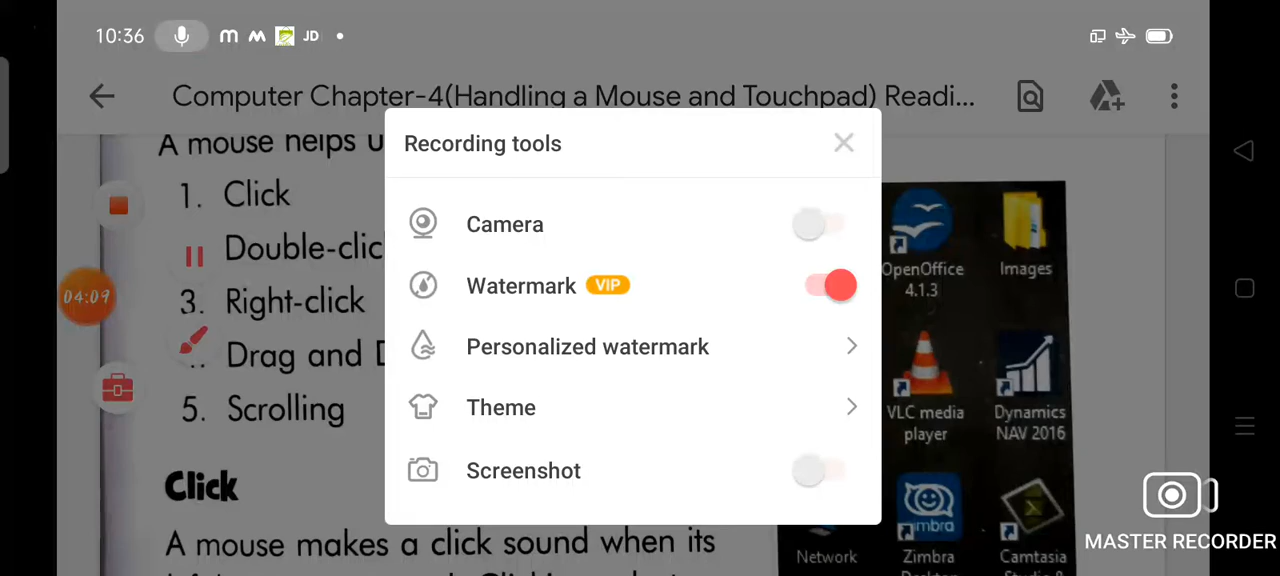 10:36 JD
Computer Chapter-4(Handling a Mouse and Touchpad) Readi...
A mouse helps u
1. Click
Double-clic
3. Right-click
Drag and D
5. Scrolling
Click
A mouse makes a click sound when its
04:09
Recording tools
Camera
Watermark VIP
Personalized watermark
Theme
Screenshot
OpenOffice
4.1.3
Images
VLC media
player
Dynamics
NAV 2016
Network
Zimbra
Camtasia
MASTER RECORDER